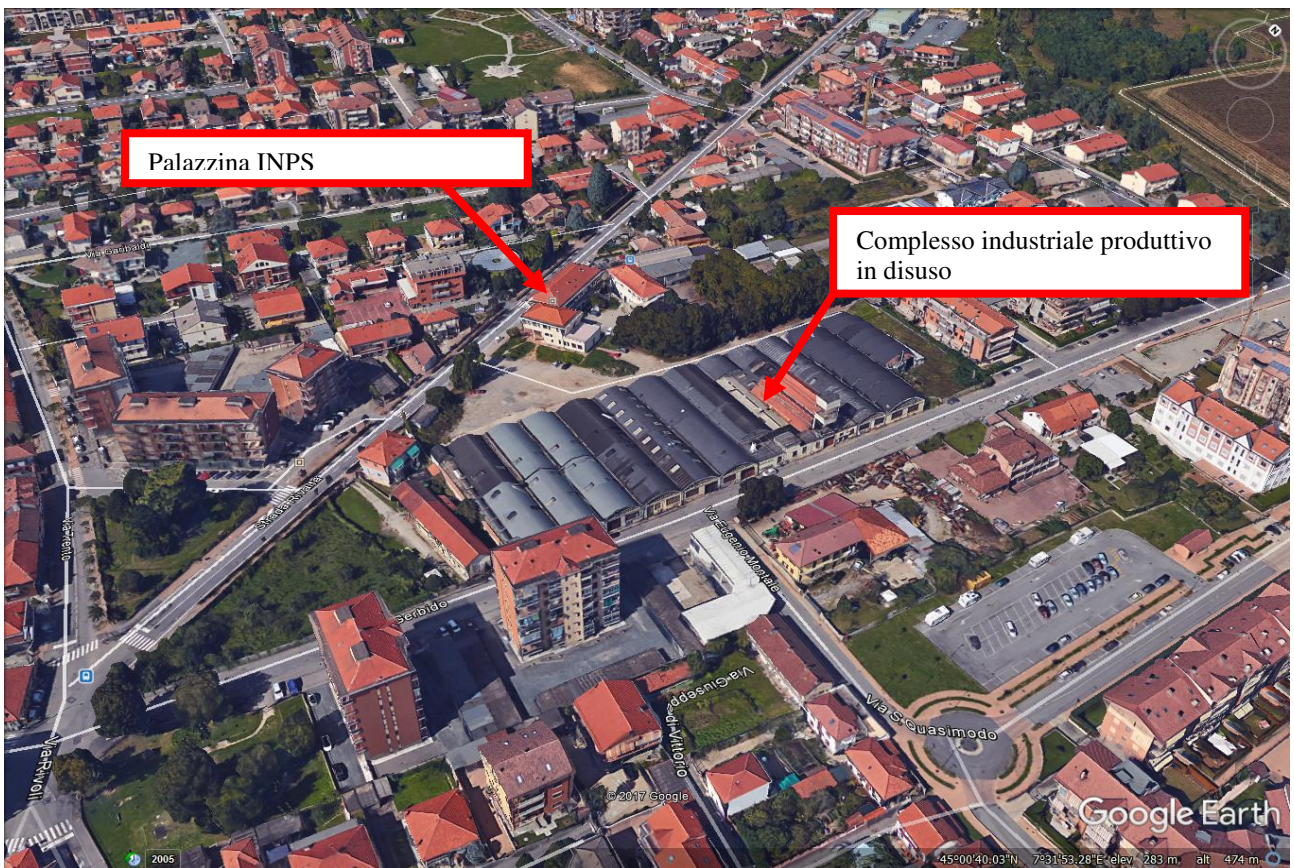 Palazzina INPS
Complesso industriale produttivo
in disuso
Via Garibaldi
Via Trento
Strada Rivalta
Via Eugenio Montale
Gerbido
Via Giuseppe di Vittorio
Via S Quasimodo
Via Rivoli
© 2017 Google
Google Earth
2005
45°00'40.03"N 7°31'53.28"E elev 283 m alt 474 m